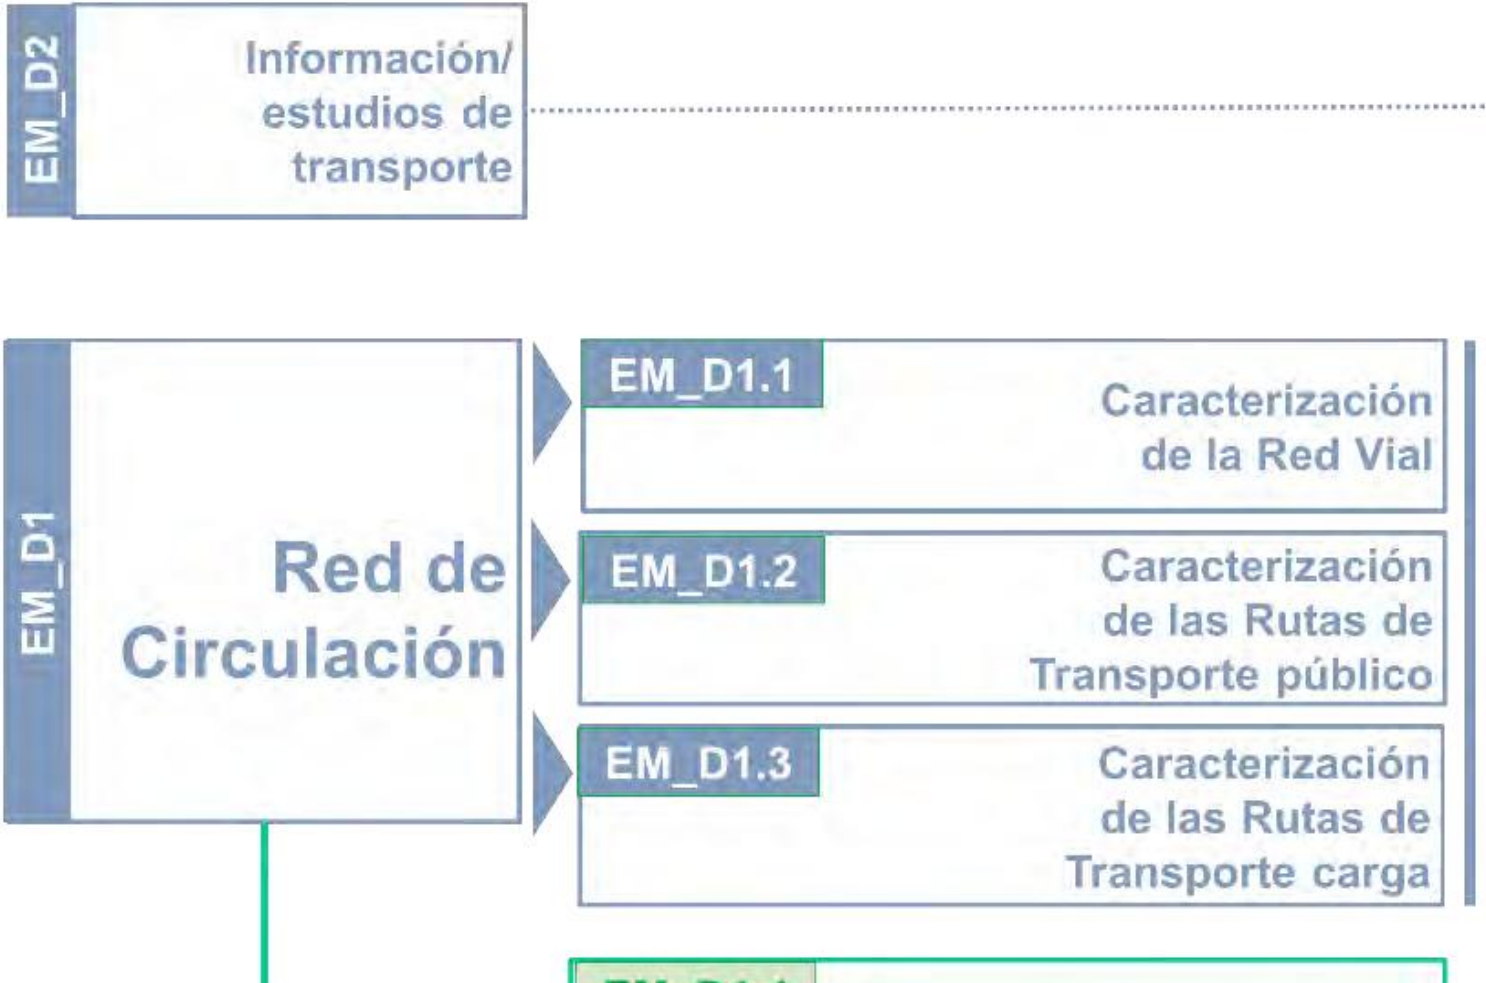 EM_D2
Información/
estudios de
transporte
EM_D1
Red de
Circulación
EM_D1.1
Caracterización
de la Red Vial
EM_D1.2
Caracterización
de las Rutas de
Transporte público
EM_D1.3
Caracterización
de las Rutas de
Transporte carga